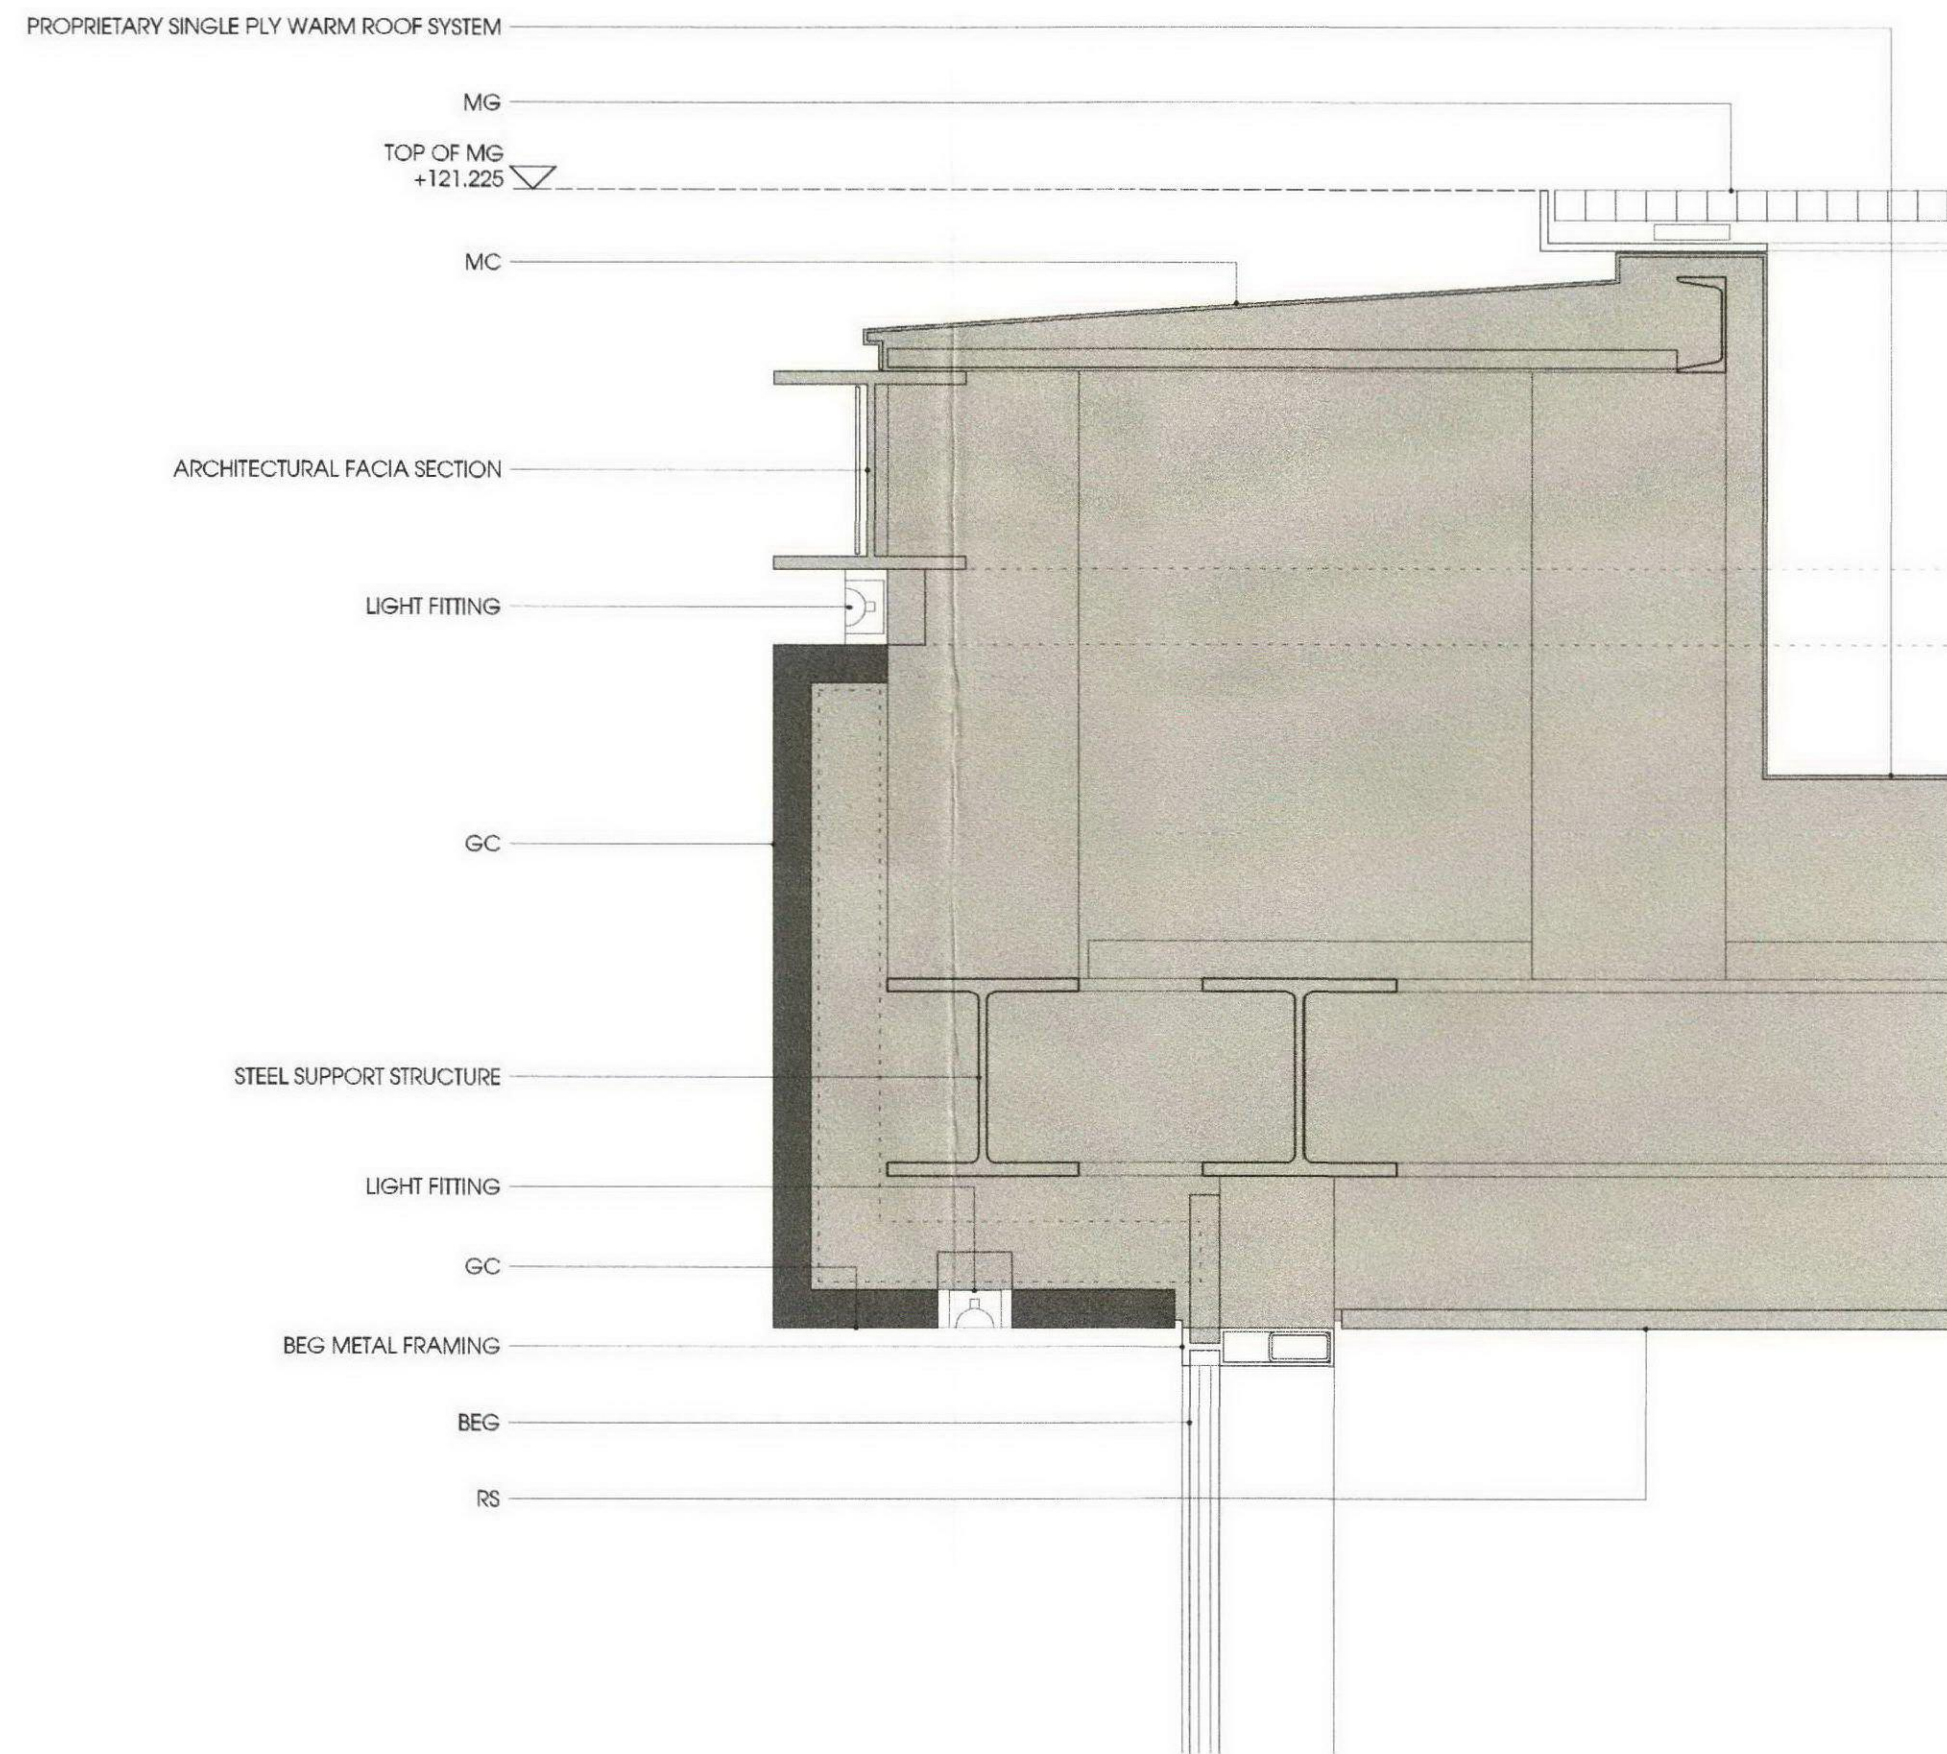 PROPRIETARY SINGLE PLY WARM ROOF SYSTEM
MG
TOP OF MG
+121.225
MC
ARCHITECTURAL FACIA SECTION
LIGHT FITTING
GC
STEEL SUPPORT STRUCTURE
LIGHT FITTING
GC
BEG METAL FRAMING
BEG
RS